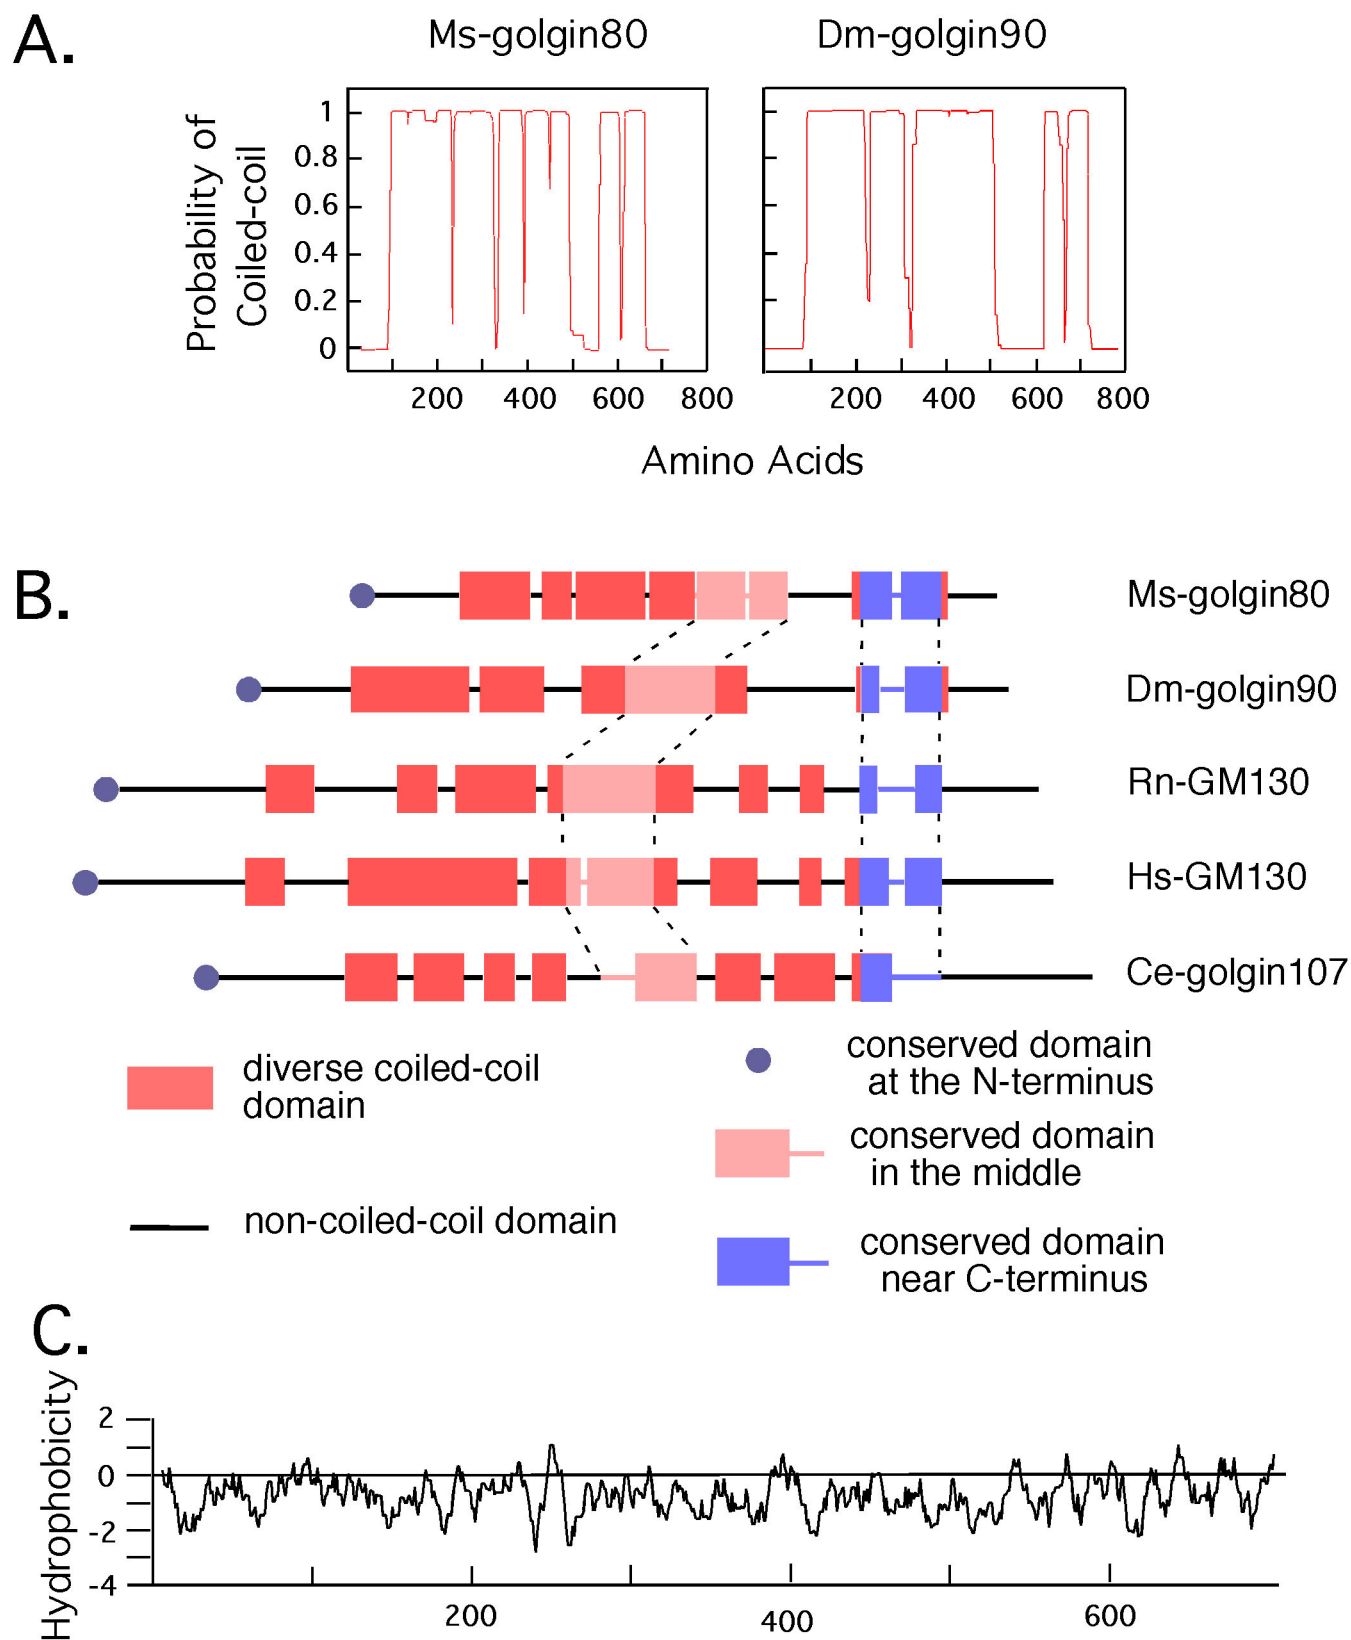 A.
Ms-golgin80
Dm-golgin90
Probability of
Coiled-coil
1
0.8
0.6
0.4
0.2
0
200 400 600 800
200 400 600 800
Amino Acids
B.
Ms-golgin80
Dm-golgin90
Rn-GM130
Hs-GM130
Ce-golgin107
diverse coiled-coil
domain
non-coiled-coil domain
conserved domain
at the N-terminus
conserved domain
in the middle
conserved domain
near C-terminus
C.
Hydrophobicity
2
0
-2
-4
200 400 600